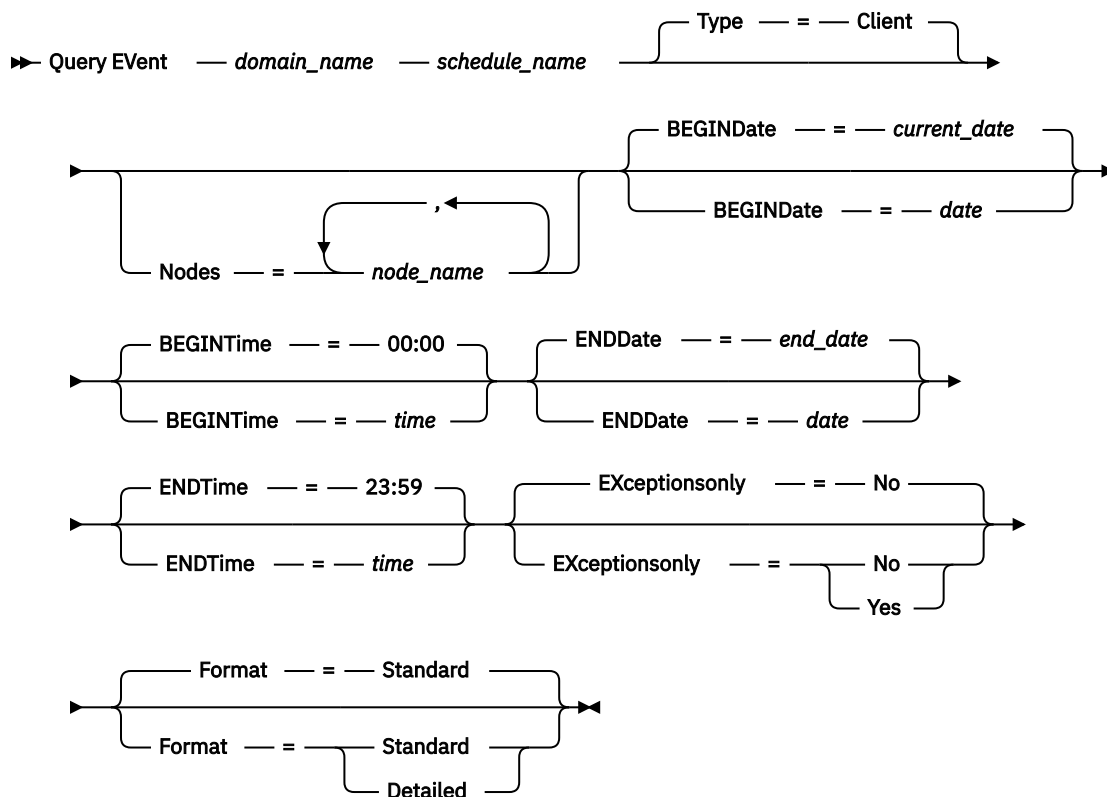 Type = Client
Query EVent domain_name schedule_name
BEGINDate = current_date
BEGINDate = date
,
Nodes = node_name
BEGINTime = 00:00
ENDDate = end_date
BEGINTime = time
ENDDate = date
ENDTime = 23:59
EXceptionsonly = No
ENDTime = time
EXceptionsonly = No
Yes
Format = Standard
Format = Standard
Detailed